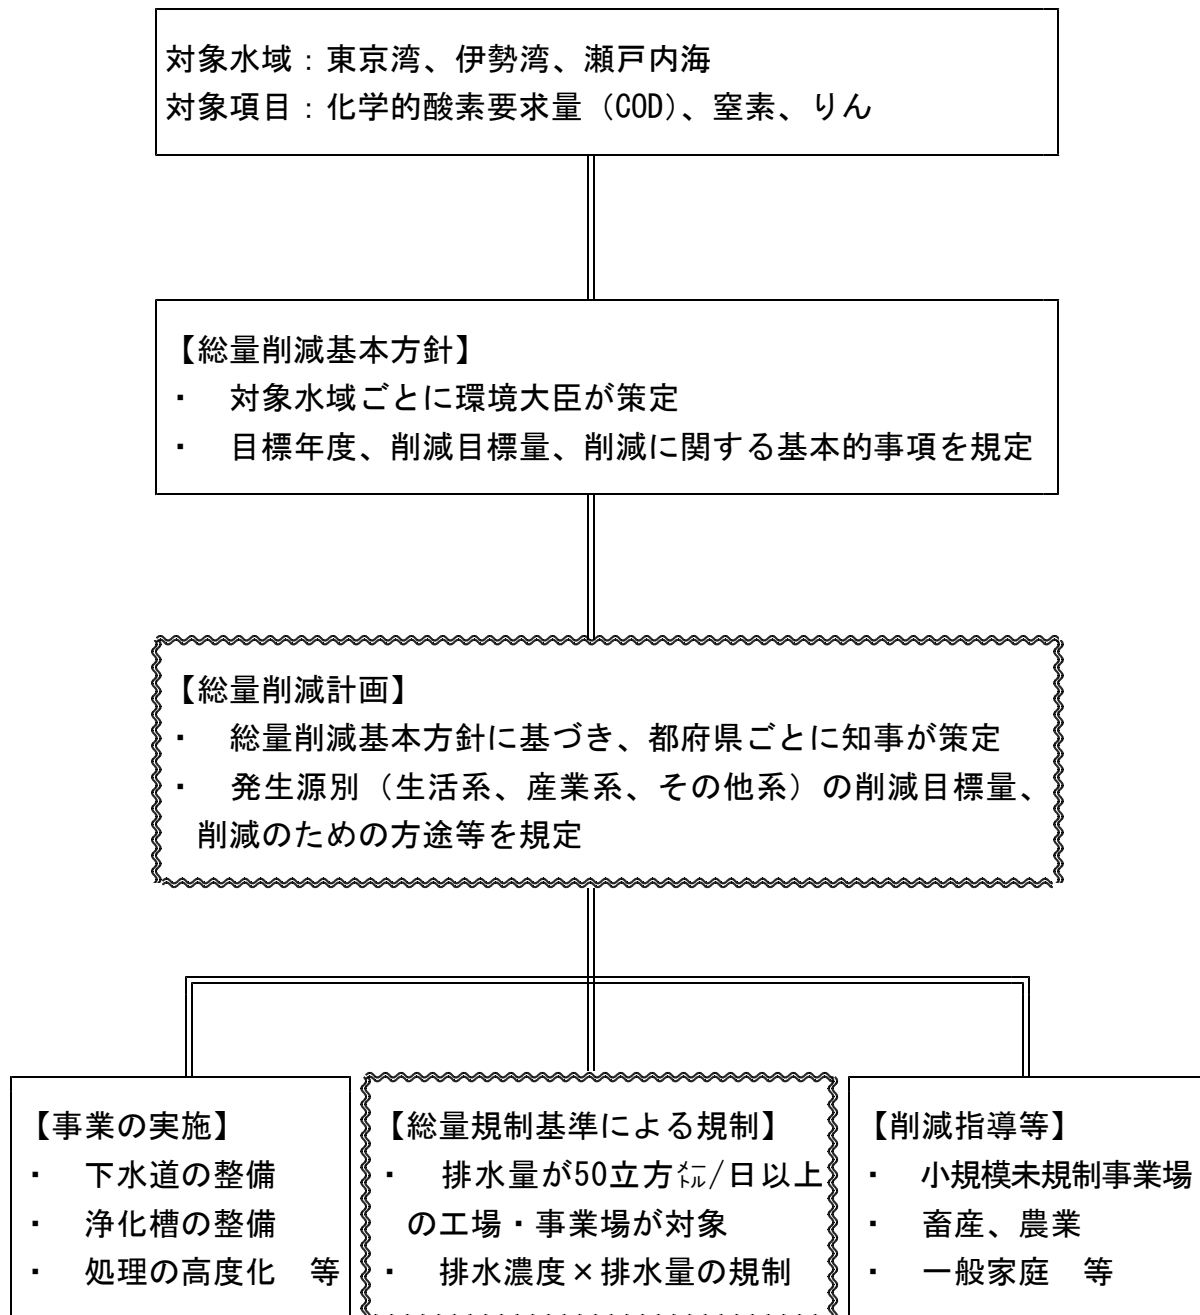 対象水域：東京湾、伊勢湾、瀬戸内海
対象項目：化学的酸素要求量（COD）、窒素、りん
【総量削減基本方針】
・　対象水域ごとに環境大臣が策定
・　目標年度、削減目標量、削減に関する基本的事項を規定
【総量削減計画】
・　総量削減基本方針に基づき、都府県ごとに知事が策定
・　発生源別（生活系、産業系、その他系）の削減目標量、
削減のための方途等を規定
【事業の実施】
・　下水道の整備
・　浄化槽の整備
・　処理の高度化　等
【総量規制基準による規制】
・　排水量が50立方㍍/日以上
の工場・事業場が対象
・　排水濃度×排水量の規制
【削減指導等】
・　小規模未規制事業場
・　畜産、農業
・　一般家庭　等